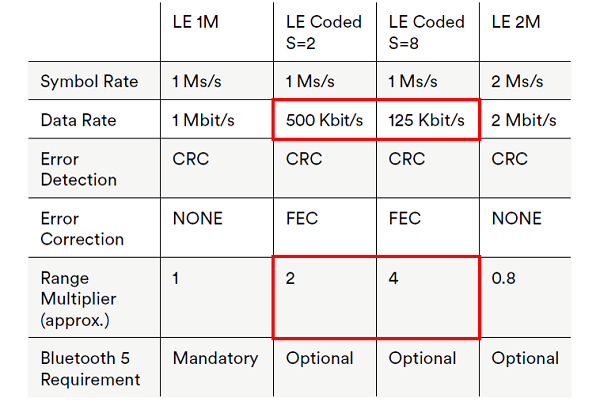 LE 1M LE Coded S=2 LE Coded S=8 LE 2M
Symbol Rate 1 Ms/s 1 Ms/s 1 Ms/s 2 Ms/s
Data Rate 1 Mbit/s 500 Kbit/s 125 Kbit/s 2 Mbit/s
Error Detection CRC CRC CRC CRC
Error Correction NONE FEC FEC NONE
Range Multiplier (approx.) 1 2 4 0.8
Bluetooth 5 Requirement Mandatory Optional Optional Optional